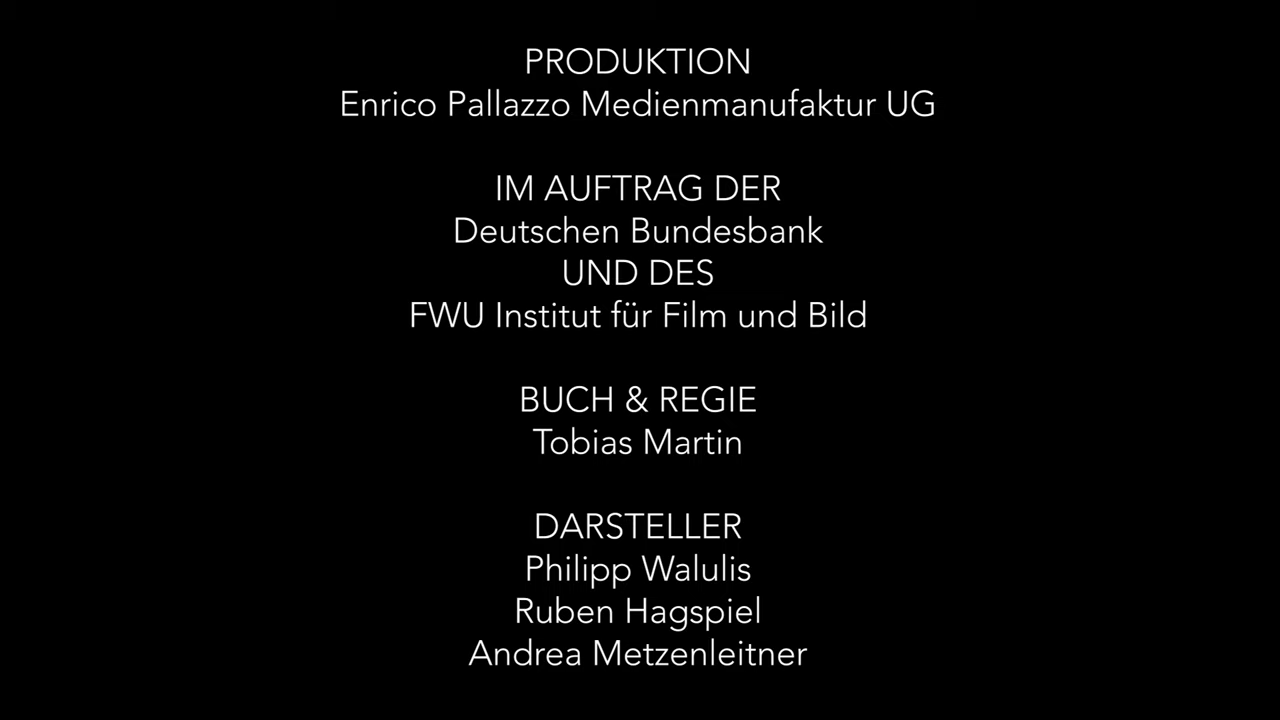 PRODUKTION
Enrico Pallazzo Medienmanufaktur UG
IM AUFTRAG DER
Deutschen Bundesbank
UND DES
FWU Institut für Film und Bild
BUCH & REGIE
Tobias Martin
DARSTELLER
Philipp Walulis
Ruben Hagspiel
Andrea Metzenleitner